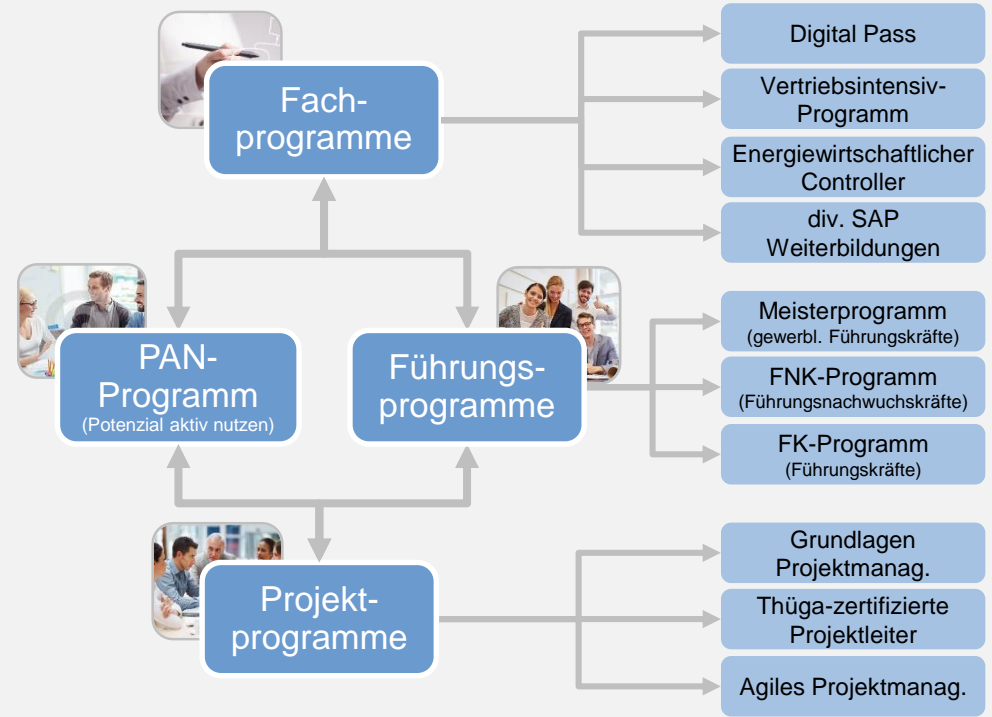 Fach-
programme
Digital Pass
Vertriebsintensiv-
Programm
Energiewirtschaftlicher
Controller
div. SAP
Weiterbildungen
PAN-
Programm
(Potenzial aktiv nutzen)
Führungs-
programme
Meisterprogramm
(gewerbl. Führungskräfte)
FNK-Programm
(Führungsnachwuchskräfte)
FK-Programm
(Führungskräfte)
Projekt-
programme
Grundlagen
Projektmanag.
Thüga-zertifizierte
Projektleiter
Agiles Projektmanag.